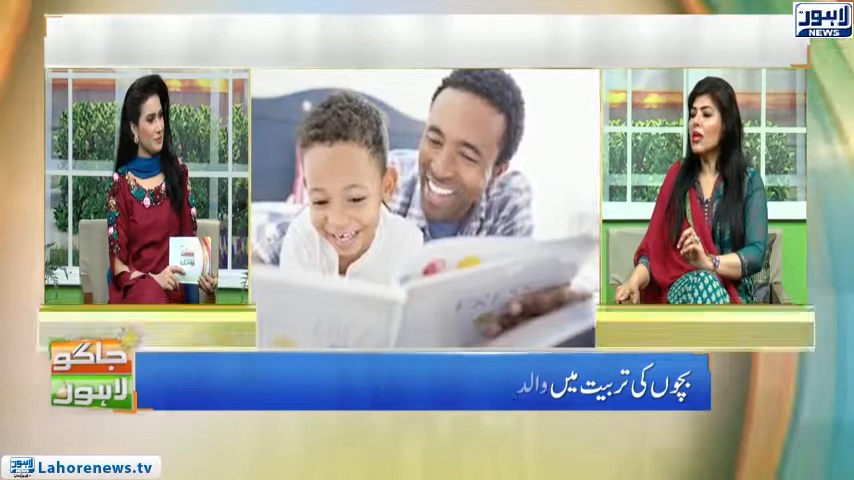 لاہور
NEWS
جاگو
لاہور
بچوں کی تربیت میں والد
Lahorenews.tv